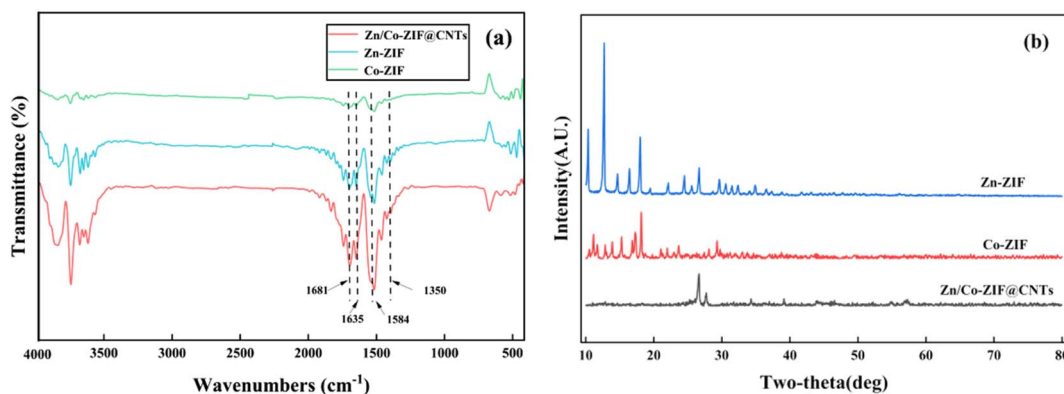 (a)
Zn/Co-ZIF@CNTs
Zn-ZIF
Co-ZIF
Transmittance (%)
1681
1635
1584
1350
4000 3500 3000 2500 2000 1500 1000 500
Wavenumbers (cm⁻¹)
(b)
Intensity(A.U.)
Zn-ZIF
Co-ZIF
Zn/Co-ZIF@CNTs
10 20 30 40 50 60 70 80
Two-theta(deg)